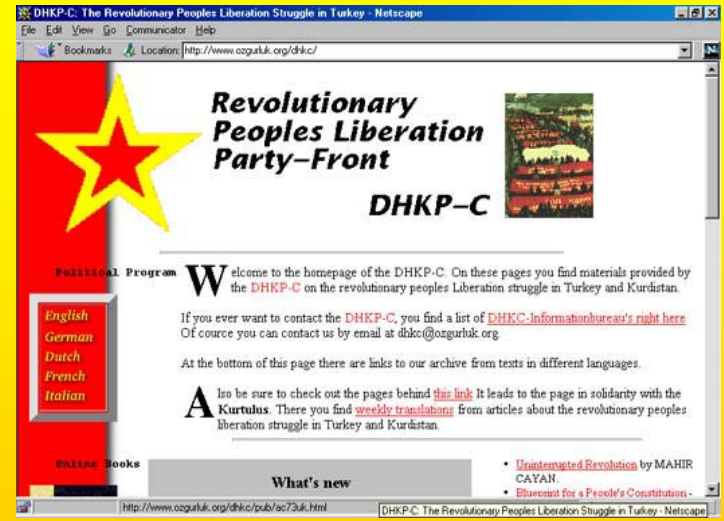 DHKP-C: The Revolutionary Peoples Liberation Struggle in Turkey - Netscape
File Edit View Go Communicator Help
Bookmarks Location: http://www.ozgurluk.org/dhkc/
Revolutionary
Peoples Liberation
Party-Front
DHKP-C
Political Program
Welcome to the homepage of the DHKP-C. On these pages you find materials provided by
the DHKP-C on the revolutionary peoples Liberation struggle in Turkey and Kurdistan.
English
German
Dutch
French
Italian
If you ever want to contact the DHKP-C, you find a list of DHKC-Informationbureau's right here
Of cource you can contact us by email at dhkc@ozgurluk.org.
At the bottom of this page there are links to our archive from texts in different languages.
Also be sure to check out the pages behind this link It leads to the page in solidarity with the
Kurtulus. There you find weekly translations from articles about the revolutionary peoples
liberation struggle in Turkey and Kurdistan.
Online Books
What's new
Uninterrupted Revolution by MAHIR
CAYAN.
Blueprint for a People's Constitution -
http://www.ozgurluk.org/dhkc/pub/ac73uk.html
DHKP-C: The Revolutionary Peoples Liberation Struggle in Turkey - Netscape